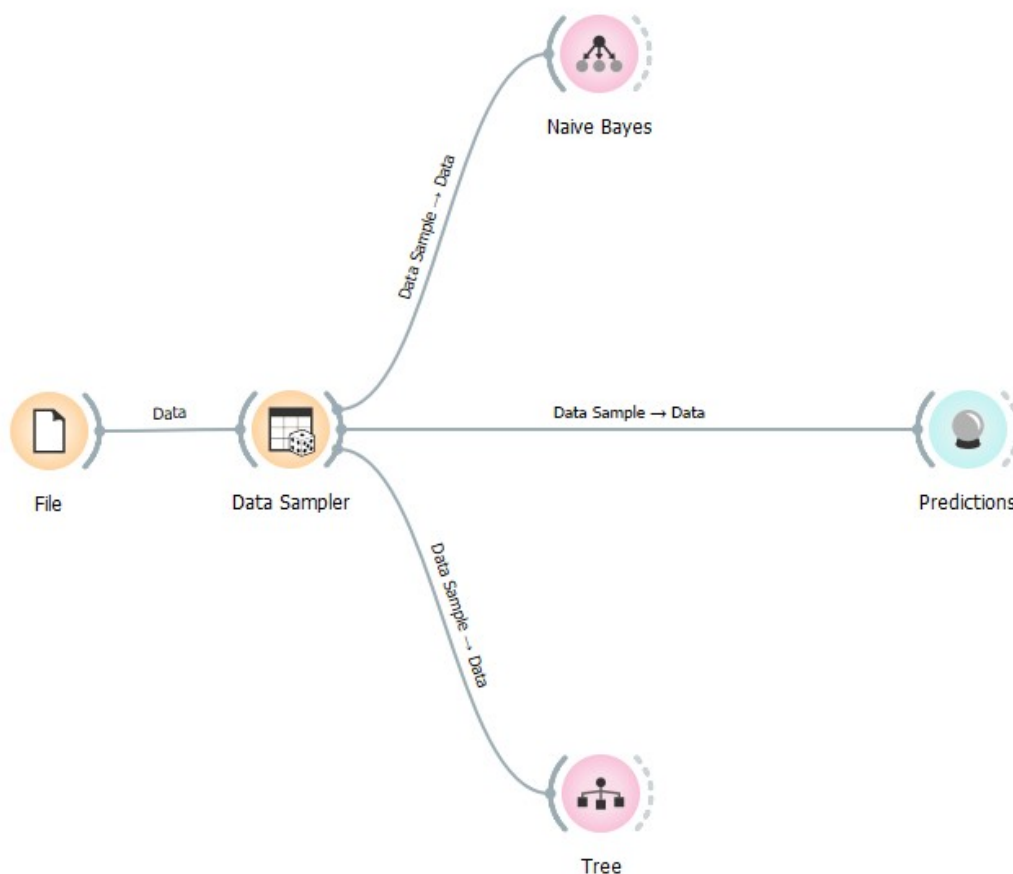 Naive Bayes
Data Sample → Data
Data
Data Sample → Data
File
Data Sampler
Predictions
Data Sample → Data
Tree